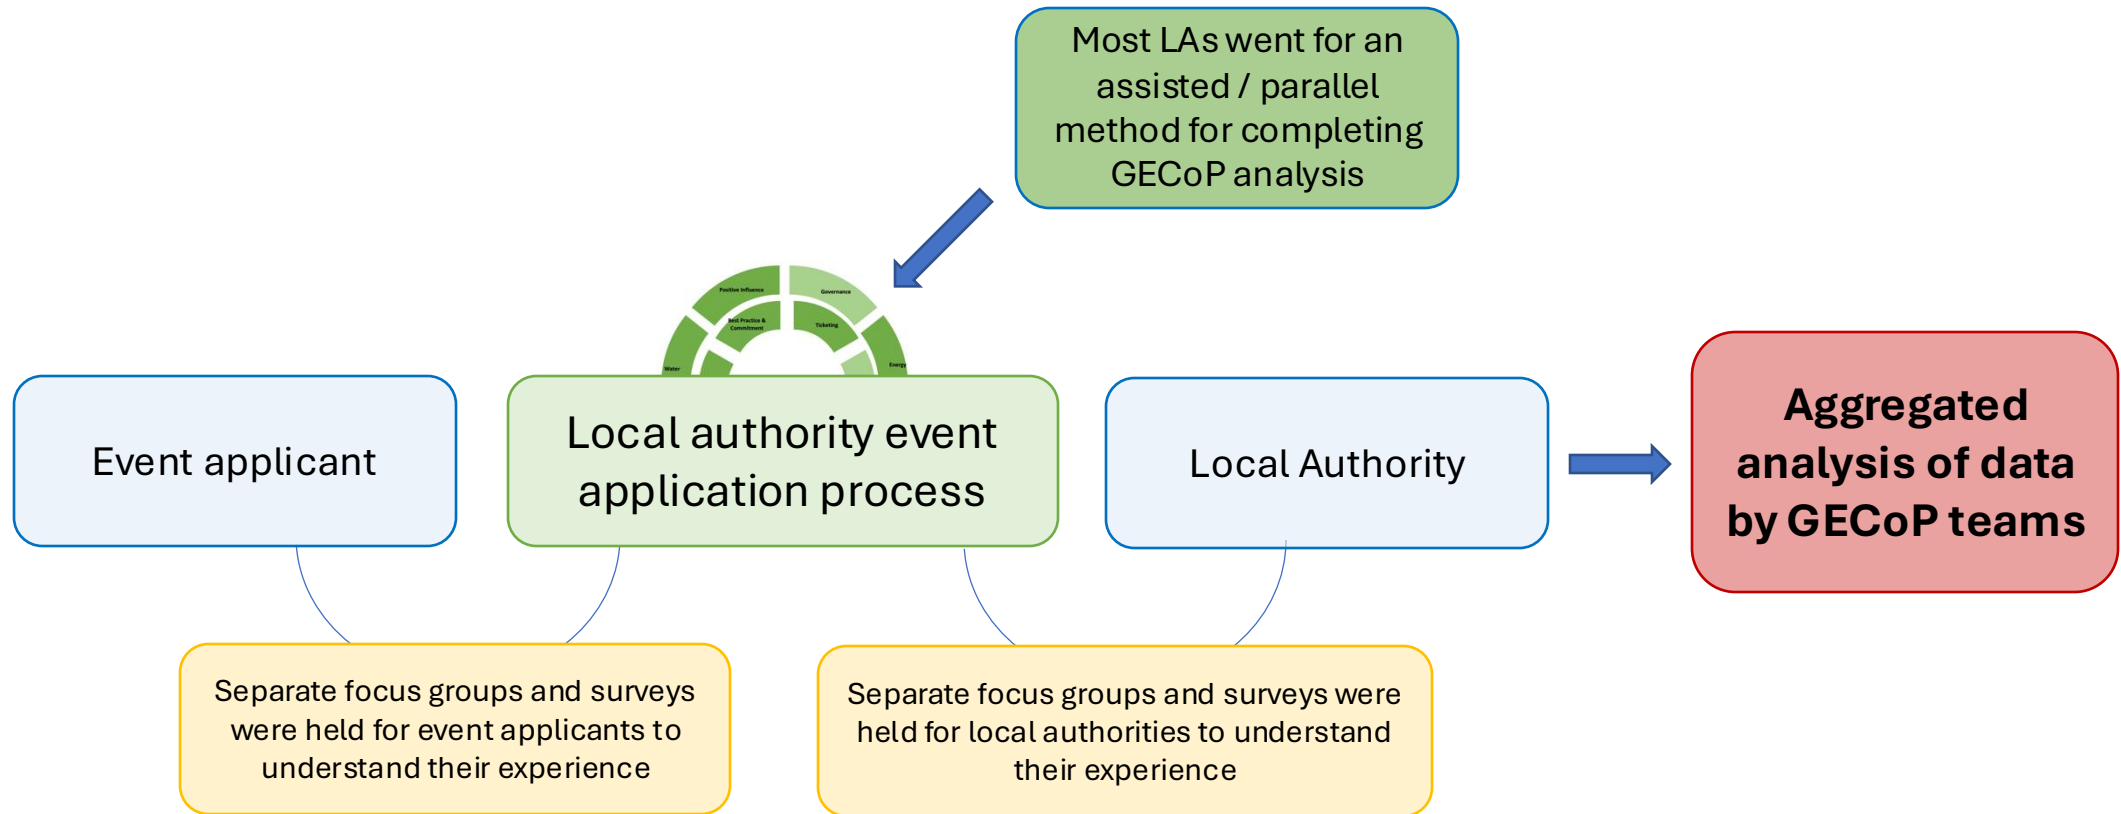 Most LAs went for an
assisted / parallel
method for completing
GECoP analysis
Positive Influence
Governance
Best Practice &
Commitment
Ticketing
Water
Energy
Event applicant
Local authority event
application process
Local Authority
Aggregated
analysis of data
by GECoP teams
Separate focus groups and surveys
were held for event applicants to
understand their experience
Separate focus groups and surveys were
held for local authorities to understand
their experience